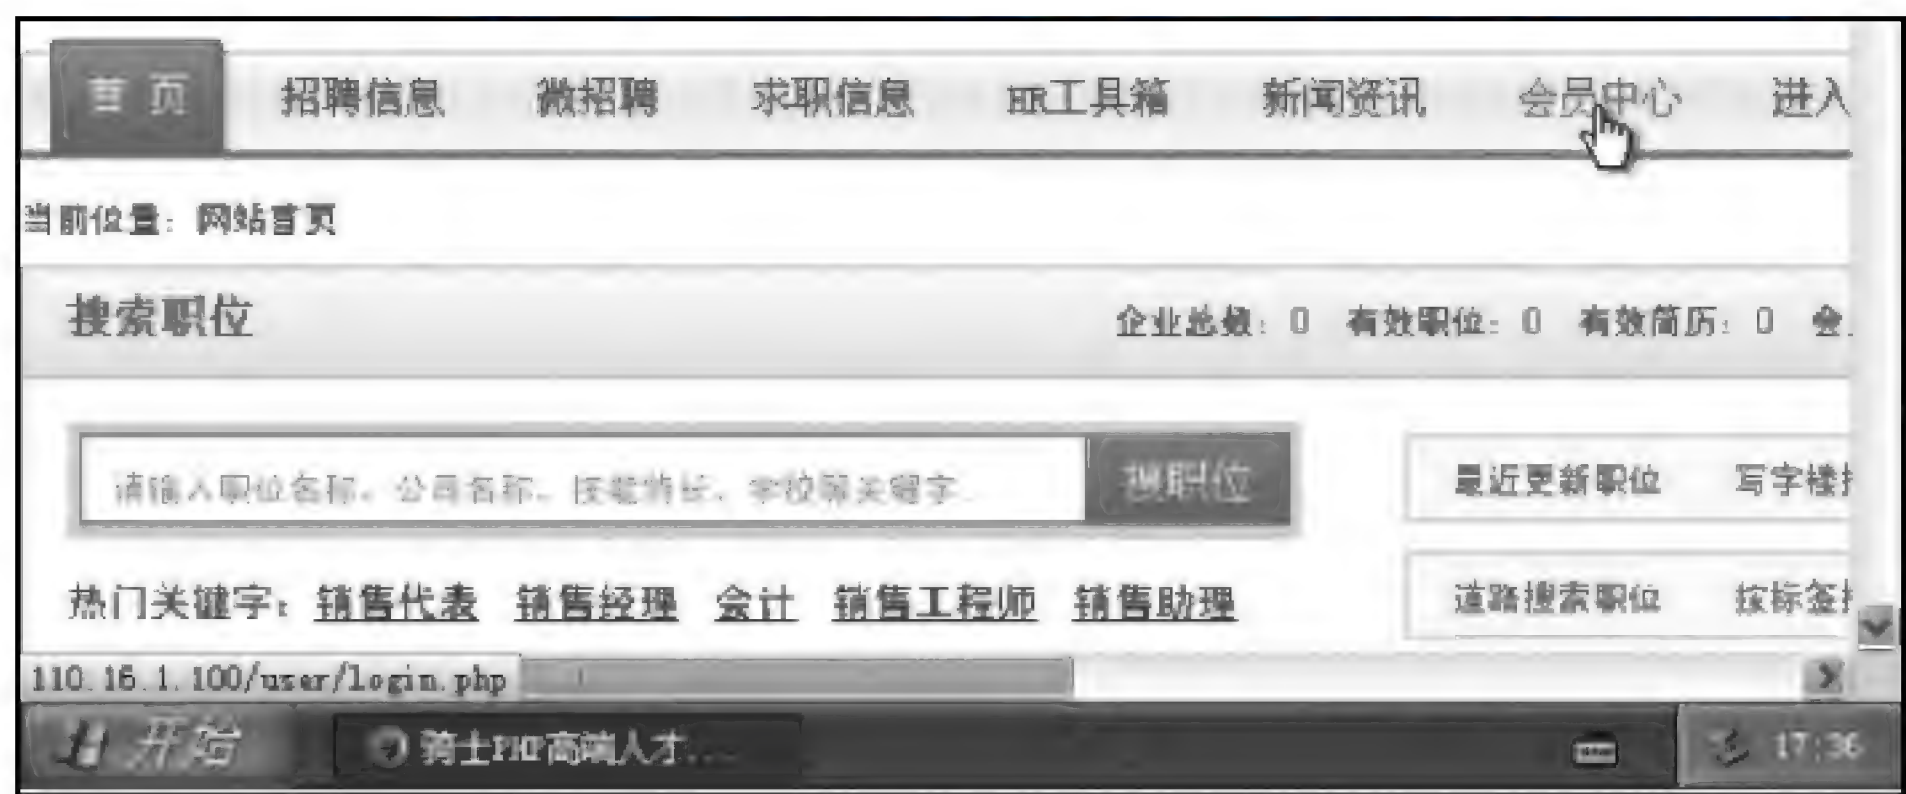 首页 招聘信息 微招聘 求职信息 HR工具箱 新闻资讯 会员中心 进入
当前位置：网站首页
搜索职位 企业总数：0 有效职位：0 有效简历：0 会
请输入职位名称、公司名称、技能特长、学校等关键字 搜职位 最近更新职位 写字楼
热门关键字：销售代表 销售经理 会计 销售工程师 销售助理 道路搜索职位 按标签
110.16.1.100/user/login.php
开始 骑士PHP高端人才... 17:36